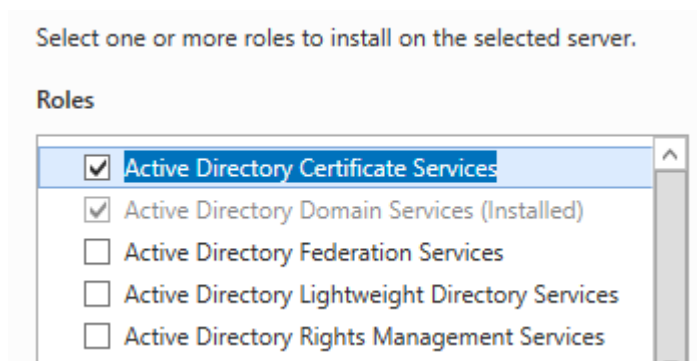 Select one or more roles to install on the selected server.
Roles
Active Directory Certificate Services
Active Directory Domain Services (Installed)
Active Directory Federation Services
Active Directory Lightweight Directory Services
Active Directory Rights Management Services